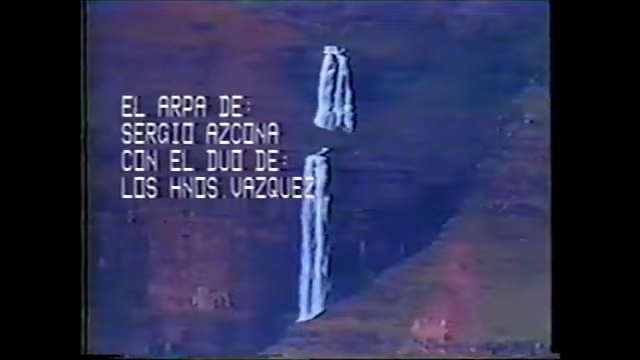 EL ARPA DE:
SERGIO AZCONA
CON EL DUO DE:
LOS HNOS.VAZQUEZ